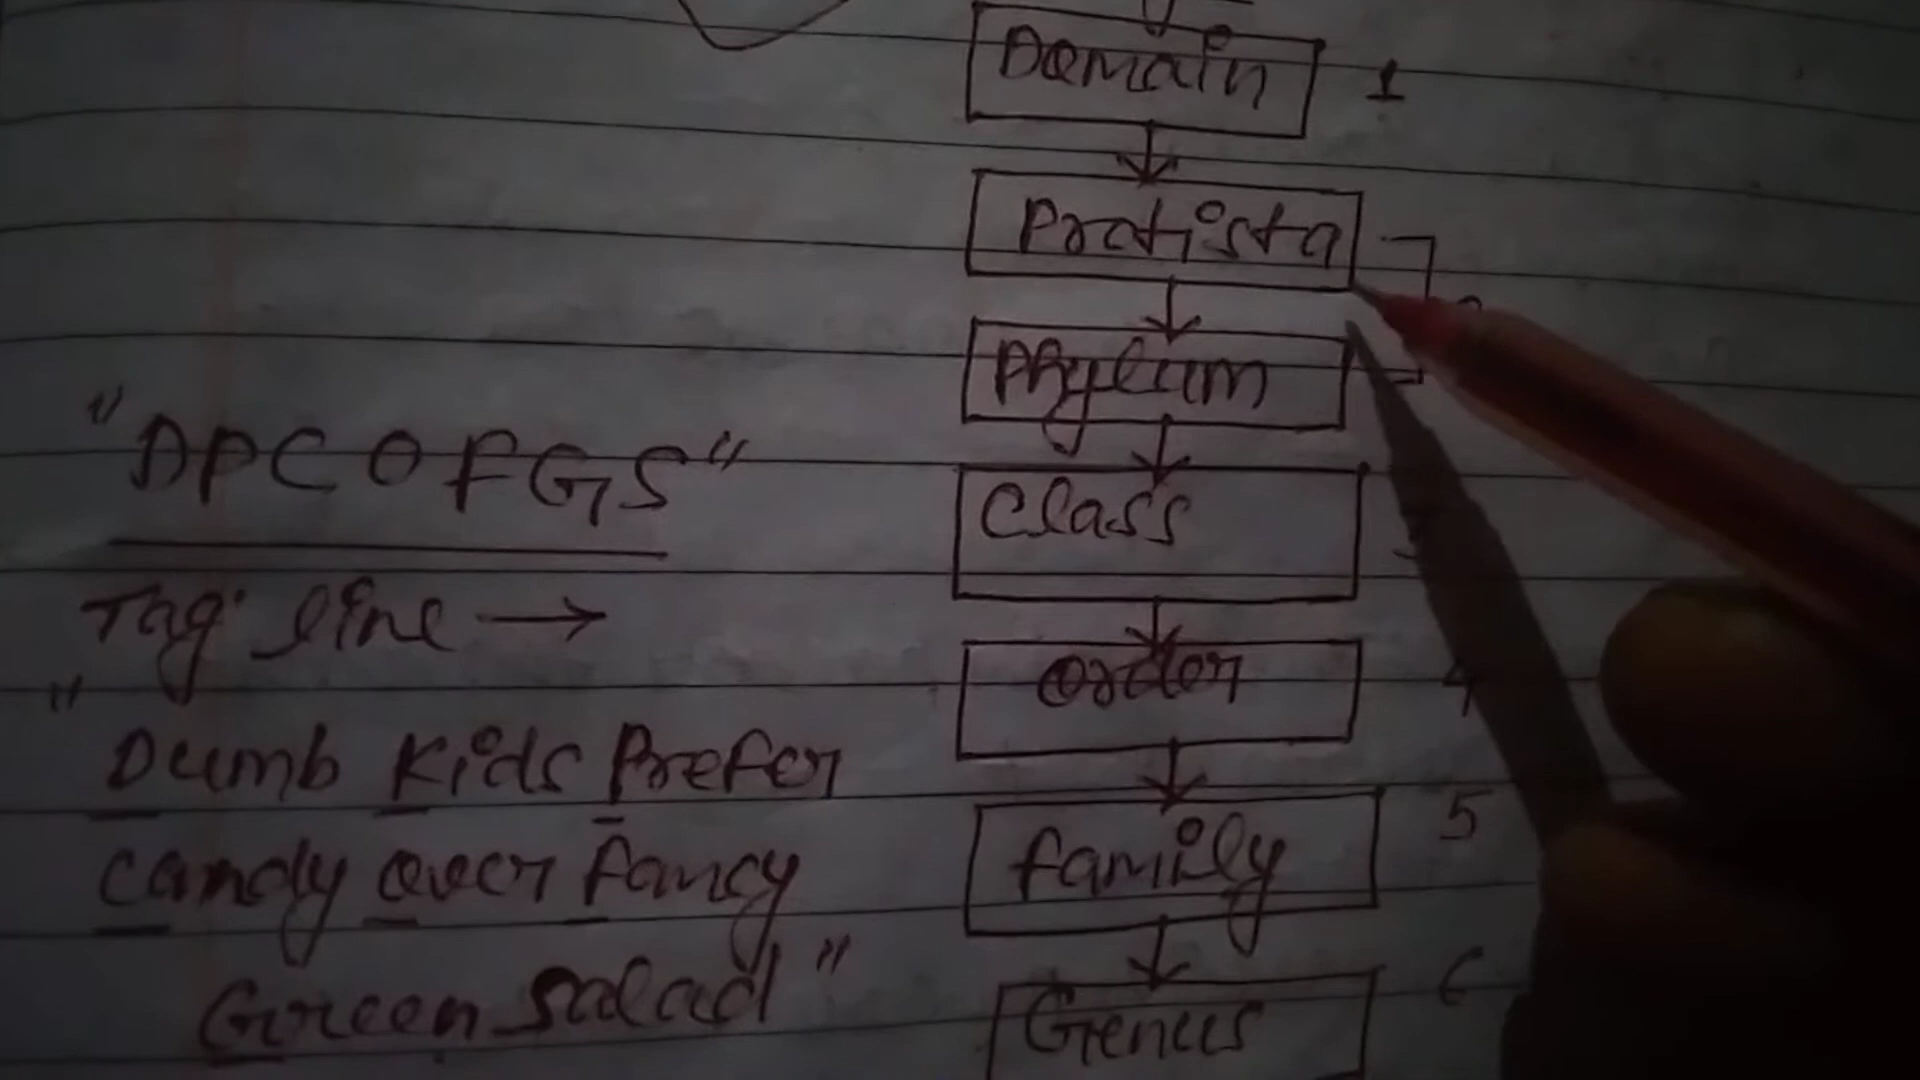 Domain 1
Protista
Phylum
Class
Order 4
family 5
Genus 6
"DPCOFGS"
Tag line →
"Dumb Kids Prefer
Candy over Fancy
Green Salad"